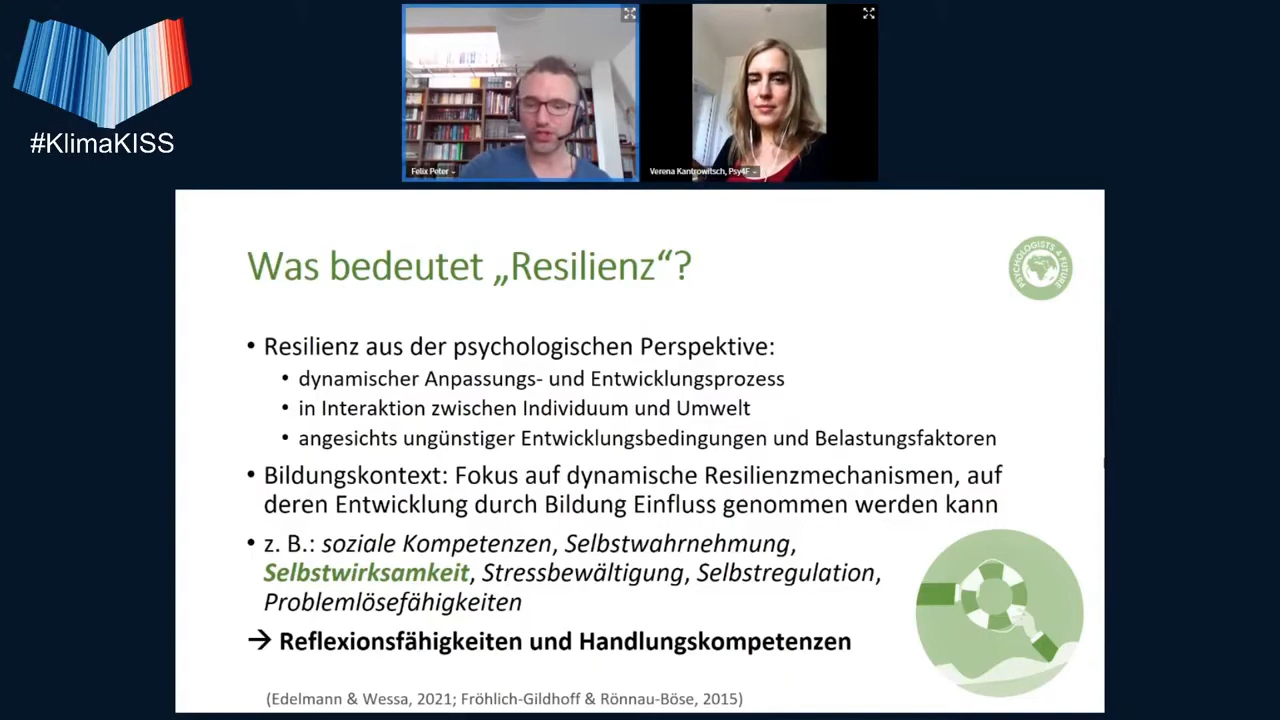 #KlimaKISS
Felix Peter
Verena Kantrowitsch, Psy4F
Was bedeutet „Resilienz“?
PSYCHOLOGISTS 4 FUTURE
• Resilienz aus der psychologischen Perspektive:
• dynamischer Anpassungs- und Entwicklungsprozess
• in Interaktion zwischen Individuum und Umwelt
• angesichts ungünstiger Entwicklungsbedingungen und Belastungsfaktoren
• Bildungskontext: Fokus auf dynamische Resilienzmechanismen, auf
deren Entwicklung durch Bildung Einfluss genommen werden kann
• z. B.: soziale Kompetenzen, Selbstwahrnehmung,
Selbstwirksamkeit, Stressbewältigung, Selbstregulation,
Problemlösefähigkeiten
→ Reflexionsfähigkeiten und Handlungskompetenzen
(Edelmann & Wessa, 2021; Fröhlich-Gildhoff & Rönnau-Böse, 2015)